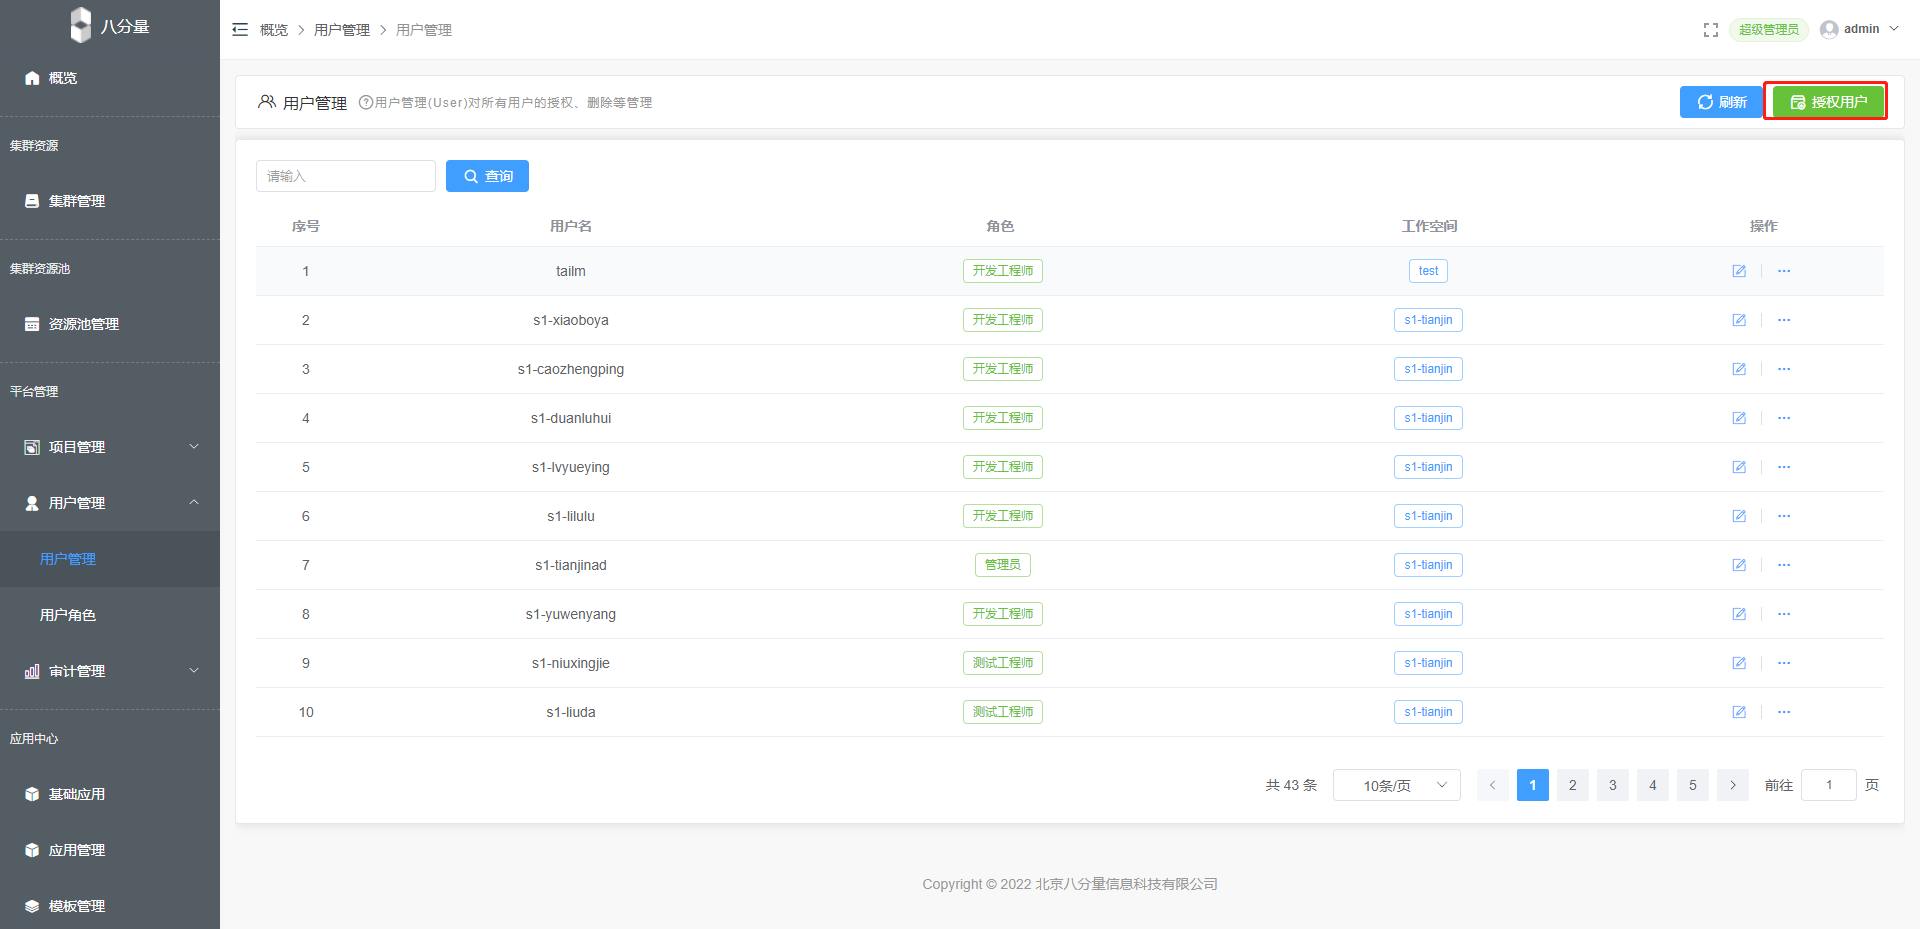 八分量
概览
集群资源
集群管理
集群资源池
资源池管理
平台管理
项目管理
用户管理
用户管理
用户角色
审计管理
应用中心
基础应用
应用管理
模板管理
概览 > 用户管理 > 用户管理
超级管理员 admin
用户管理 ?用户管理(User)对所有用户的授权、删除等管理
刷新 授权用户
请输入 查询
序号 用户名 角色 工作空间 操作
1 tailm 开发工程师 test
2 s1-xiaoboya 开发工程师 s1-tianjin
3 s1-caozhengping 开发工程师 s1-tianjin
4 s1-duanluhui 开发工程师 s1-tianjin
5 s1-lvyueying 开发工程师 s1-tianjin
6 s1-lilulu 开发工程师 s1-tianjin
7 s1-tianjinad 管理员 s1-tianjin
8 s1-yuwenyang 开发工程师 s1-tianjin
9 s1-niuxingjie 测试工程师 s1-tianjin
10 s1-liuda 测试工程师 s1-tianjin
共 43 条 10条/页 < 1 2 3 4 5 > 前往 1 页
Copyright © 2022 北京八分量信息科技有限公司